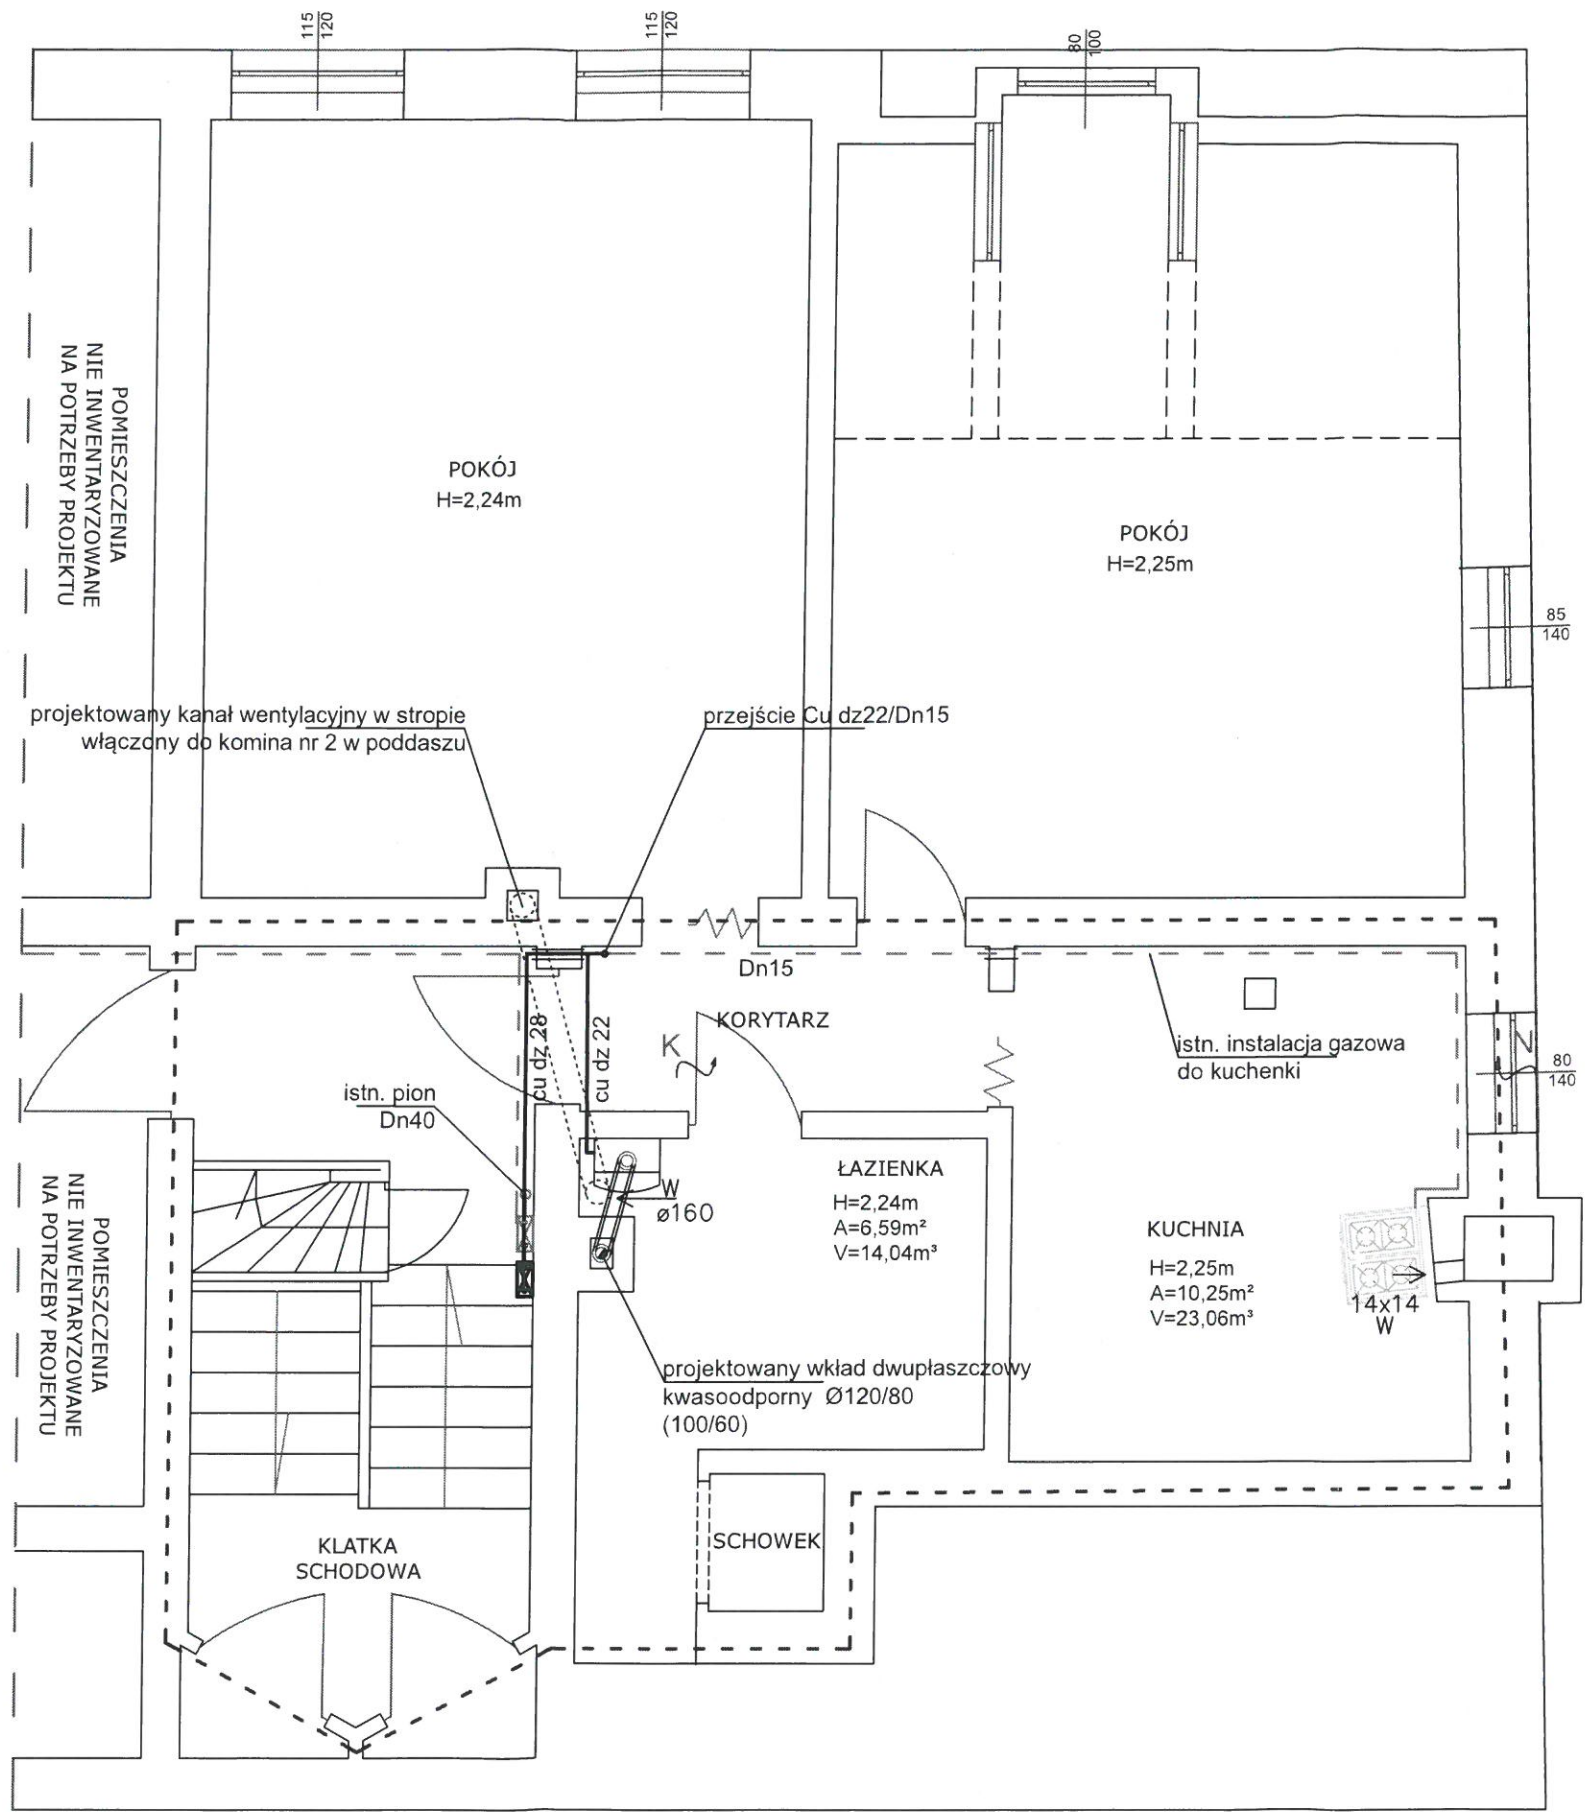 115
120
115
120
80
100
POMIESZCZENIA
NIE INWENTARYZOWANE
NA POTRZEBY PROJEKTU
POKÓJ
H=2,24m
POKÓJ
H=2,25m
85
140
projektowany kanał wentylacyjny w stropie
włączony do komina nr 2 w poddaszu
przejście Cu dz22/Dn15
Dn15
KORYTARZ
K
cu dz 28
cu dz 22
istn. instalacja gazowa
do kuchenki
N
80
140
istn. pion
Dn40
W
ø160
ŁAZIENKA
H=2,24m
A=6,59m²
V=14,04m³
KUCHNIA
H=2,25m
A=10,25m²
V=23,06m³
14x14
W
POMIESZCZENIA
NIE INWENTARYZOWANE
NA POTRZEBY PROJEKTU
projektowany wkład dwupłaszczowy
kwasoodporny Ø120/80
(100/60)
SCHOWEK
KLATKA
SCHODOWA